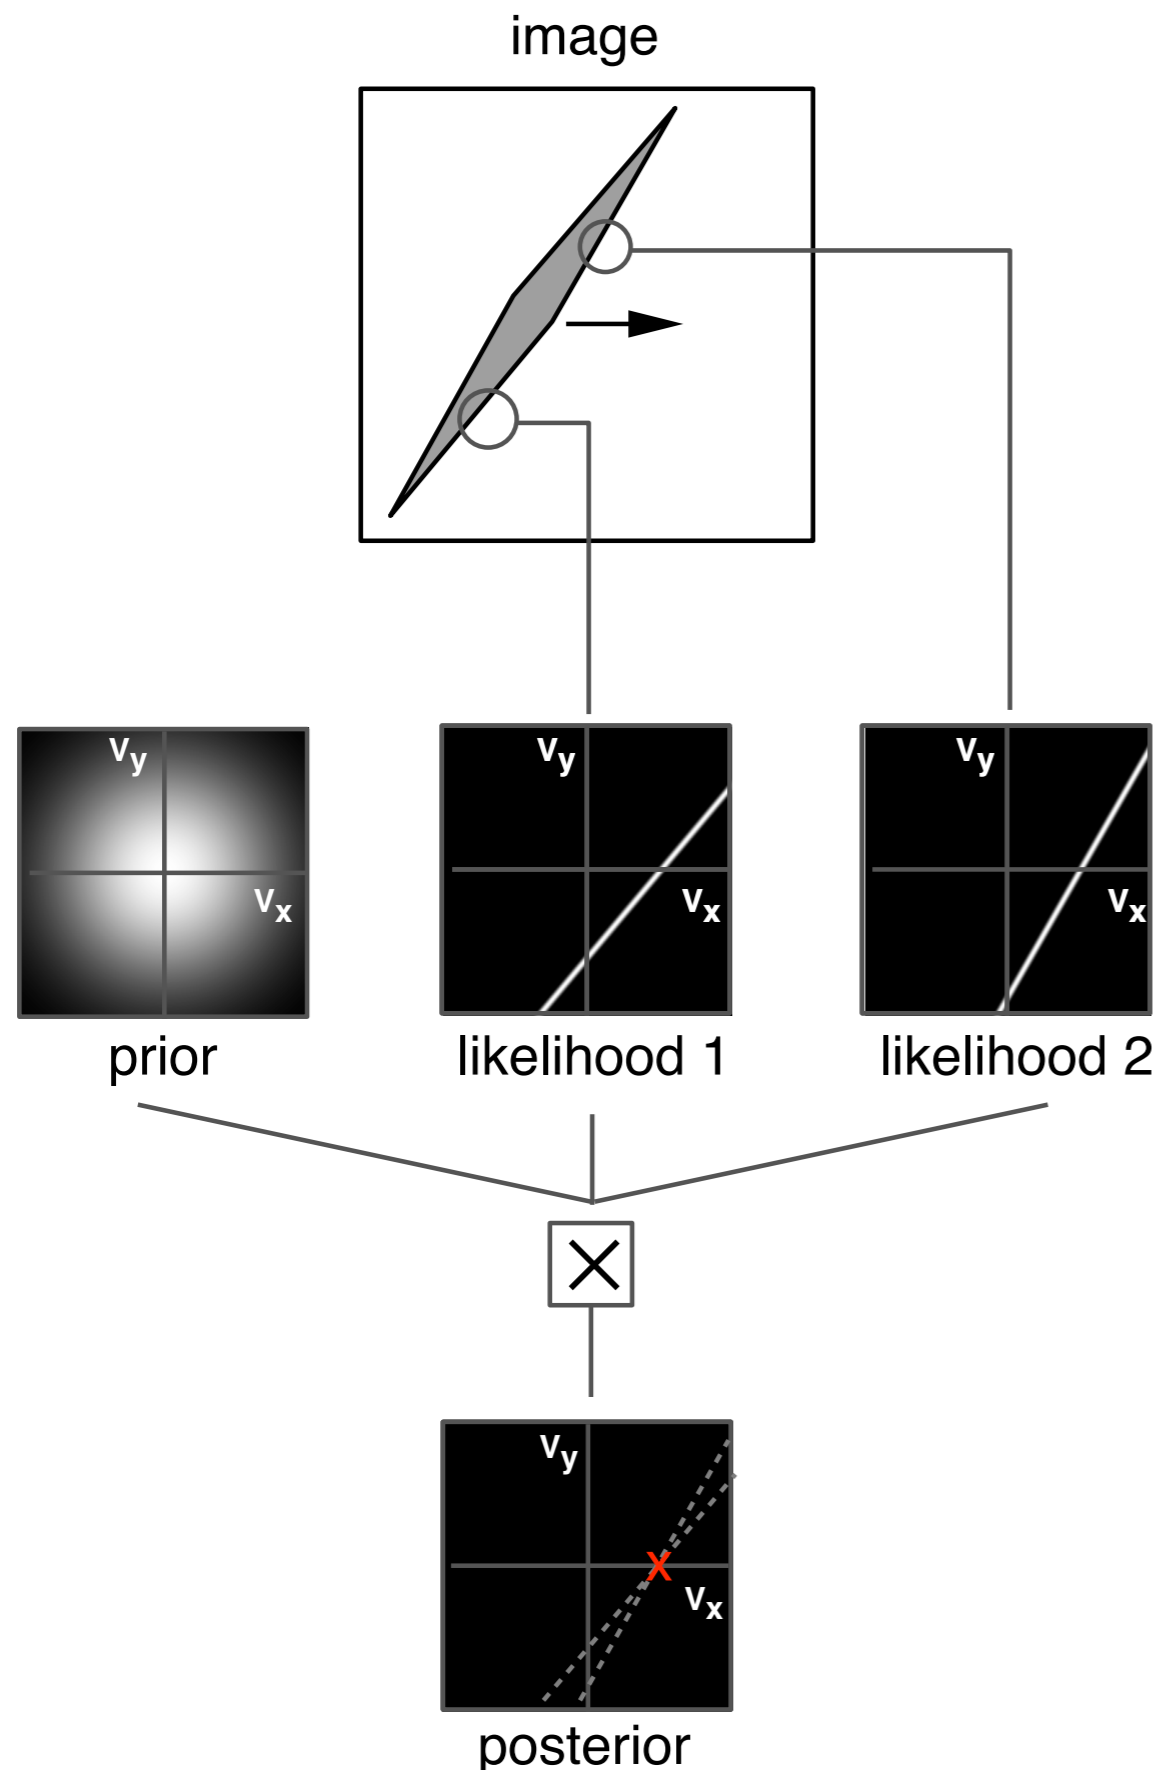 image
vy
vx
prior
vy
vx
likelihood 1
vy
vx
likelihood 2
vy
x
vx
posterior